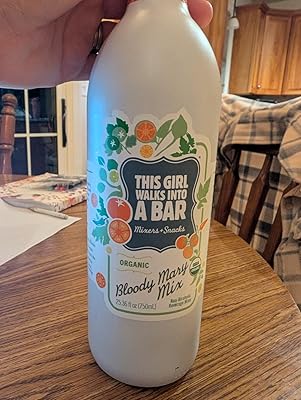 THIS GIRL
WALKS INTO
A BAR
Mixers + Snacks
ORGANIC
Bloody Mary
Mix
25.36 fl oz (750mL)
Non Alcoholic
Beverage Mixer
USDA